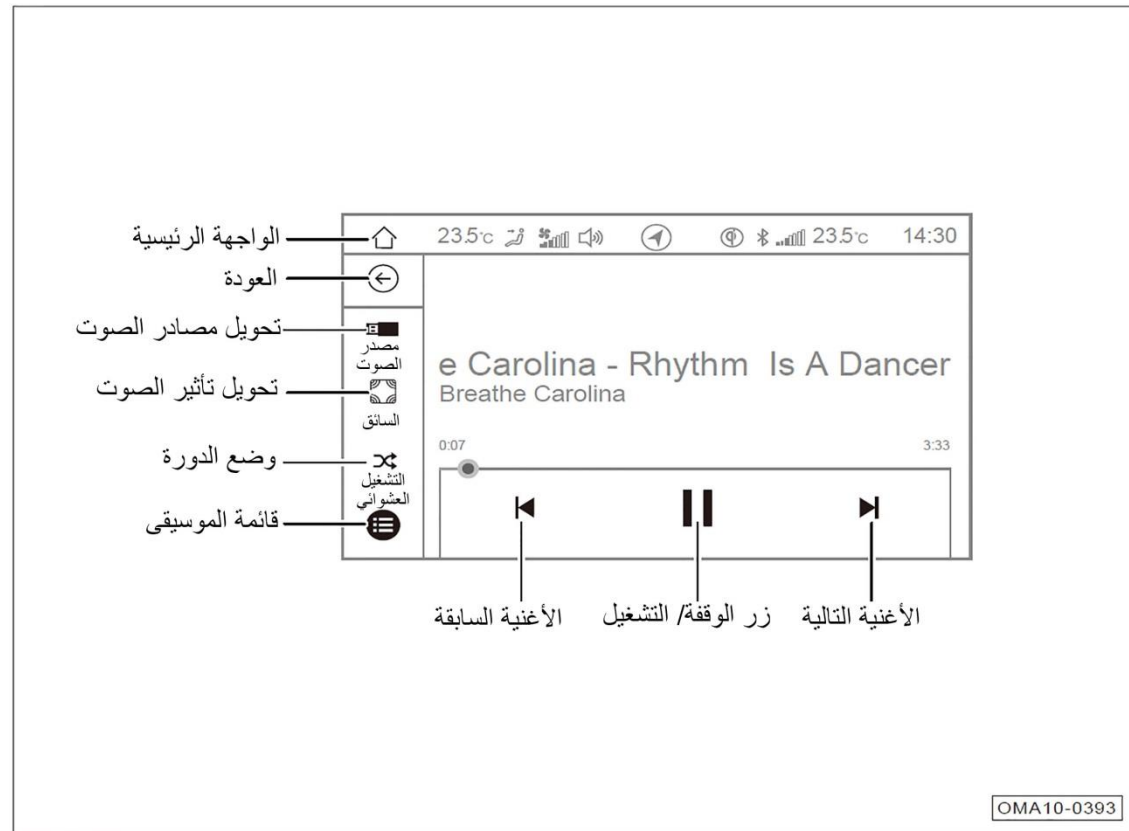 الواجهة الرئيسية
23.5°c 23.5°c 14:30
العودة
تحويل مصادر الصوت
مصدر
الصوت
تحويل تأثير الصوت
السائق
وضع الدورة
التشغيل
العشوائي
قائمة الموسيقى
e Carolina - Rhythm Is A Dancer
Breathe Carolina
0:07 3:33
الأغنية السابقة
زر الوقفة/ التشغيل
الأغنية التالية
OMA10-0393